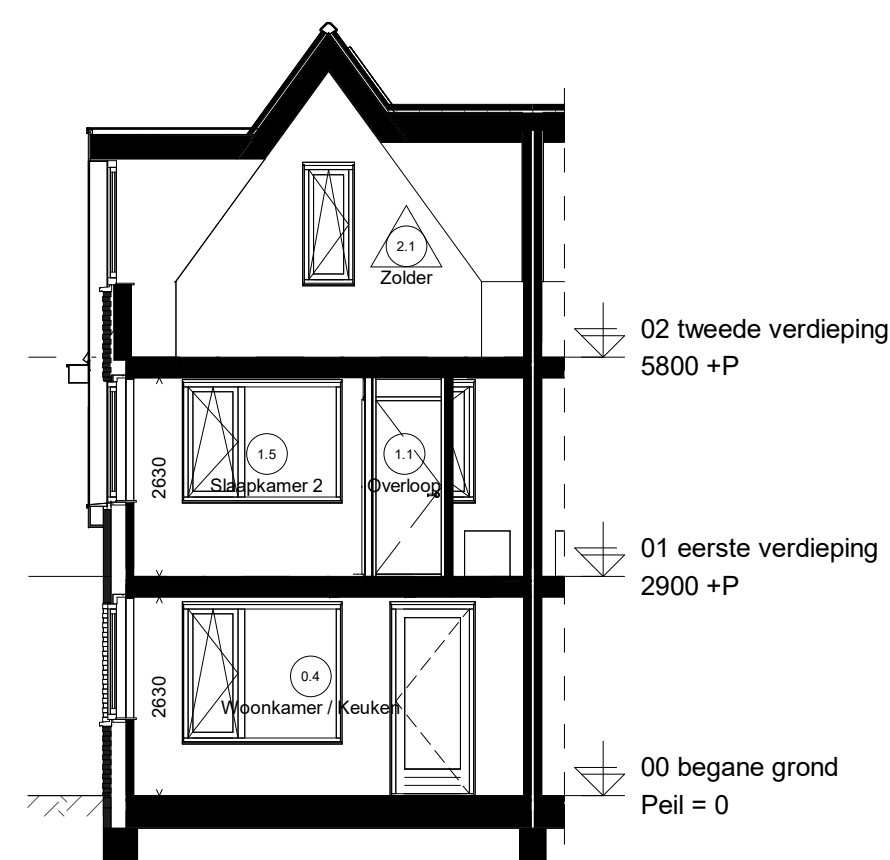 2.1
Zolder
02 tweede verdieping
5800 +P
2630
1.5
Slaapkamer 2
1.1
Overloop
01 eerste verdieping
2900 +P
2630
0.4
Woonkamer / Keuken
00 begane grond
Peil = 0